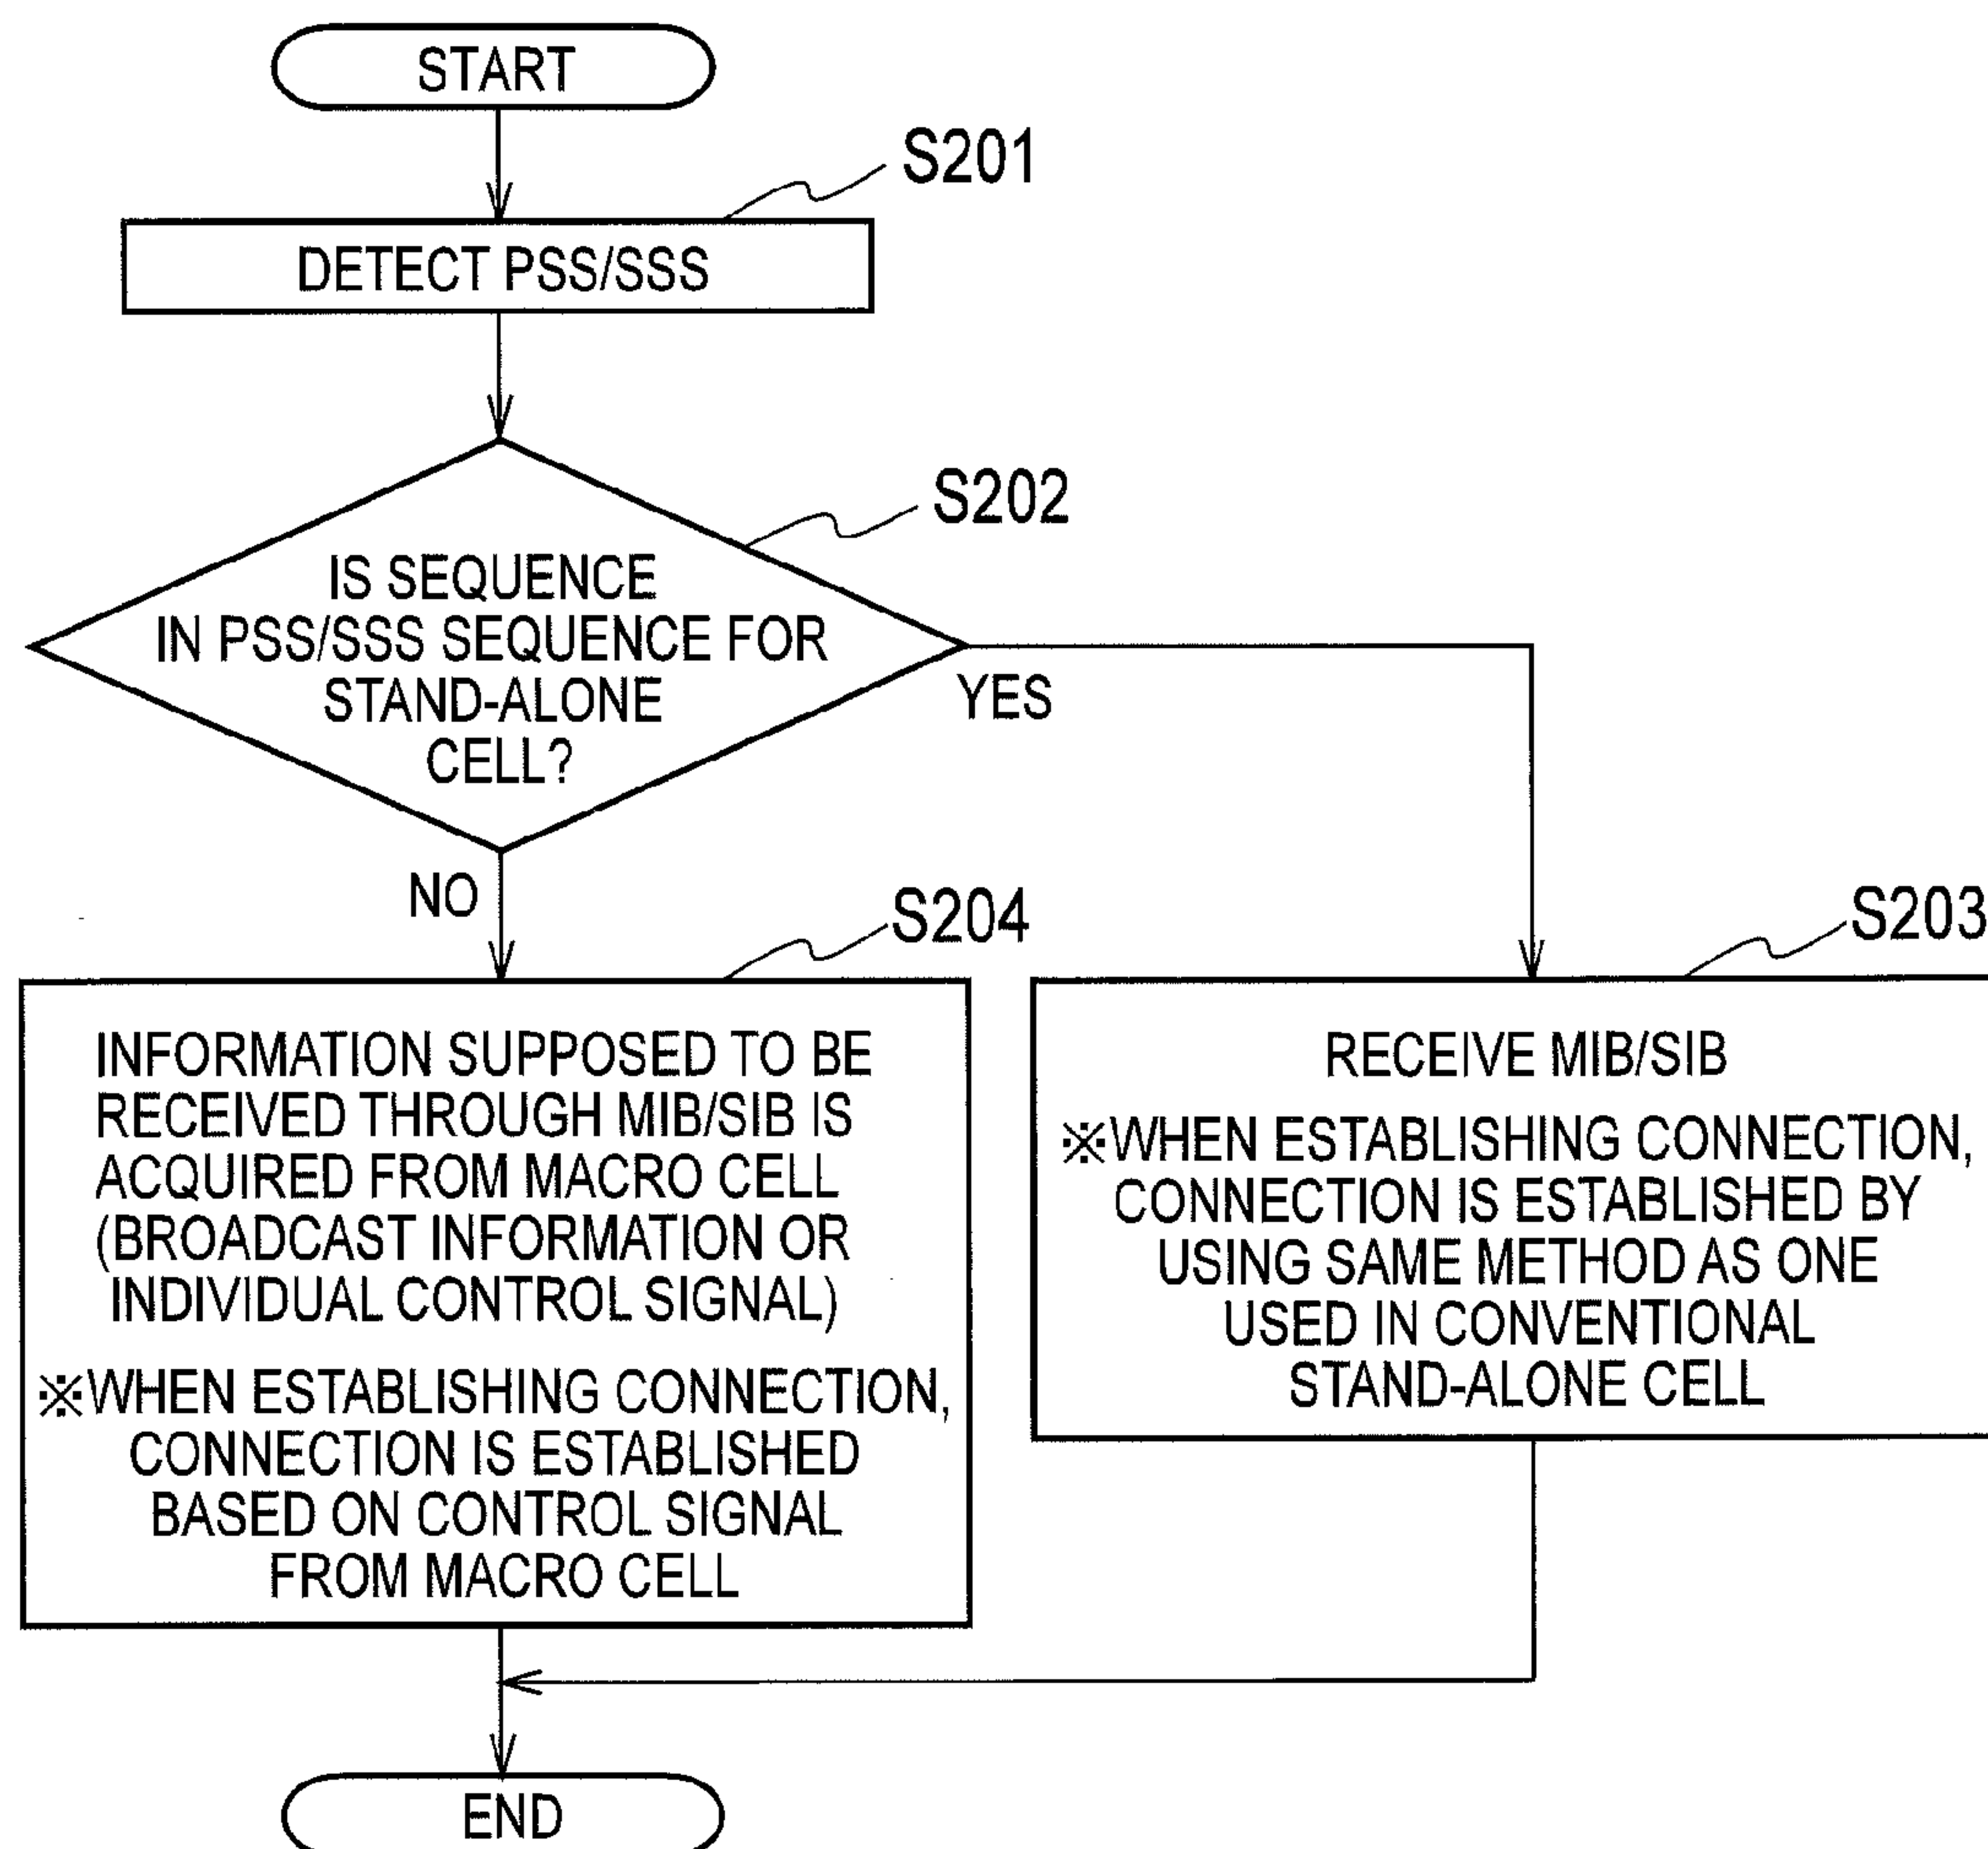 START
S201
DETECT PSS/SSS
S202
IS SEQUENCE
IN PSS/SSS SEQUENCE FOR
STAND-ALONE
CELL?
YES
NO
S204
INFORMATION SUPPOSED TO BE
RECEIVED THROUGH MIB/SIB IS
ACQUIRED FROM MACRO CELL
(BROADCAST INFORMATION OR
INDIVIDUAL CONTROL SIGNAL)
※WHEN ESTABLISHING CONNECTION,
CONNECTION IS ESTABLISHED
BASED ON CONTROL SIGNAL
FROM MACRO CELL
S203
RECEIVE MIB/SIB
※WHEN ESTABLISHING CONNECTION,
CONNECTION IS ESTABLISHED BY
USING SAME METHOD AS ONE
USED IN CONVENTIONAL
STAND-ALONE CELL
END